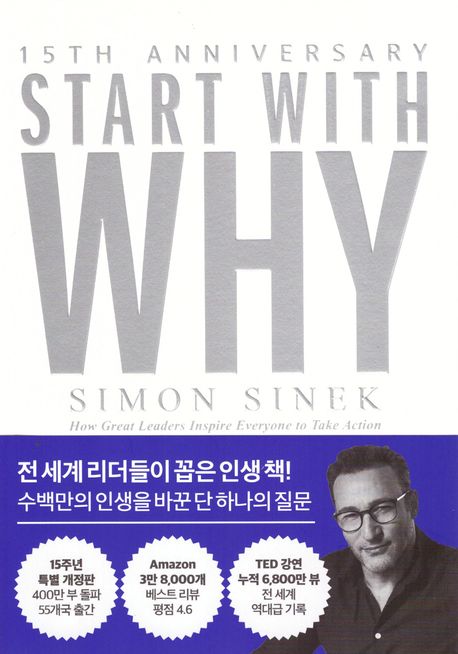 15TH ANNIVERSARY
START WITH
WHY
SIMON SINEK
How Great Leaders Inspire Everyone to Take Action
전 세계 리더들이 꼽은 인생 책!
수백만의 인생을 바꾼 단 하나의 질문
15주년
특별 개정판
400만 부 돌파
55개국 출간
Amazon
3만 8,000개
베스트 리뷰
평점 4.6
TED 강연
누적 6,800만 뷰
전 세계
역대급 기록